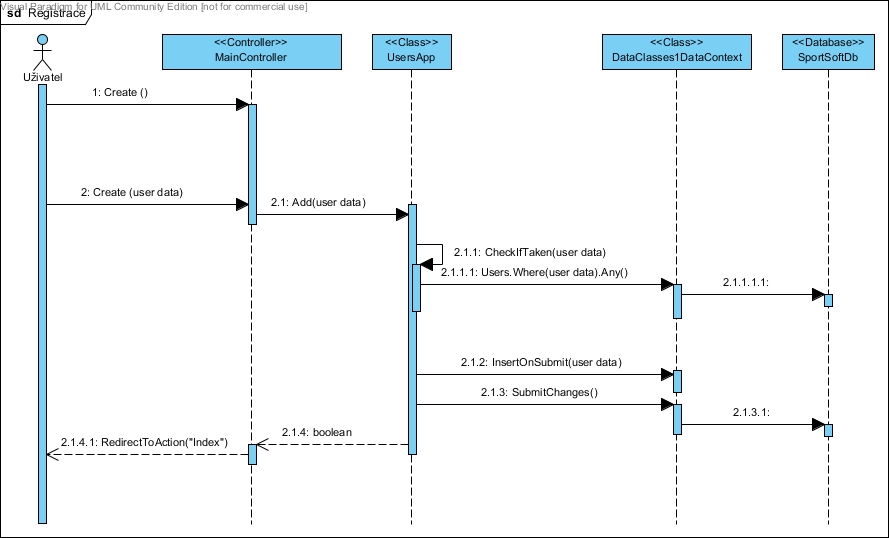 Visual Paradigm for UML Community Edition [not for commercial use]
sd Registrace
<<Controller>>
MainController
<<Class>>
UsersApp
<<Class>>
DataClasses1DataContext
<<Database>>
SportSoftDb
Uživatel
1: Create ()
2: Create (user data)
2.1: Add(user data)
2.1.1: CheckIfTaken(user data)
2.1.1.1: Users.Where(user data).Any()
2.1.1.1.1:
2.1.2: InsertOnSubmit(user data)
2.1.3: SubmitChanges()
2.1.3.1:
2.1.4: boolean
2.1.4.1: RedirectToAction("Index")